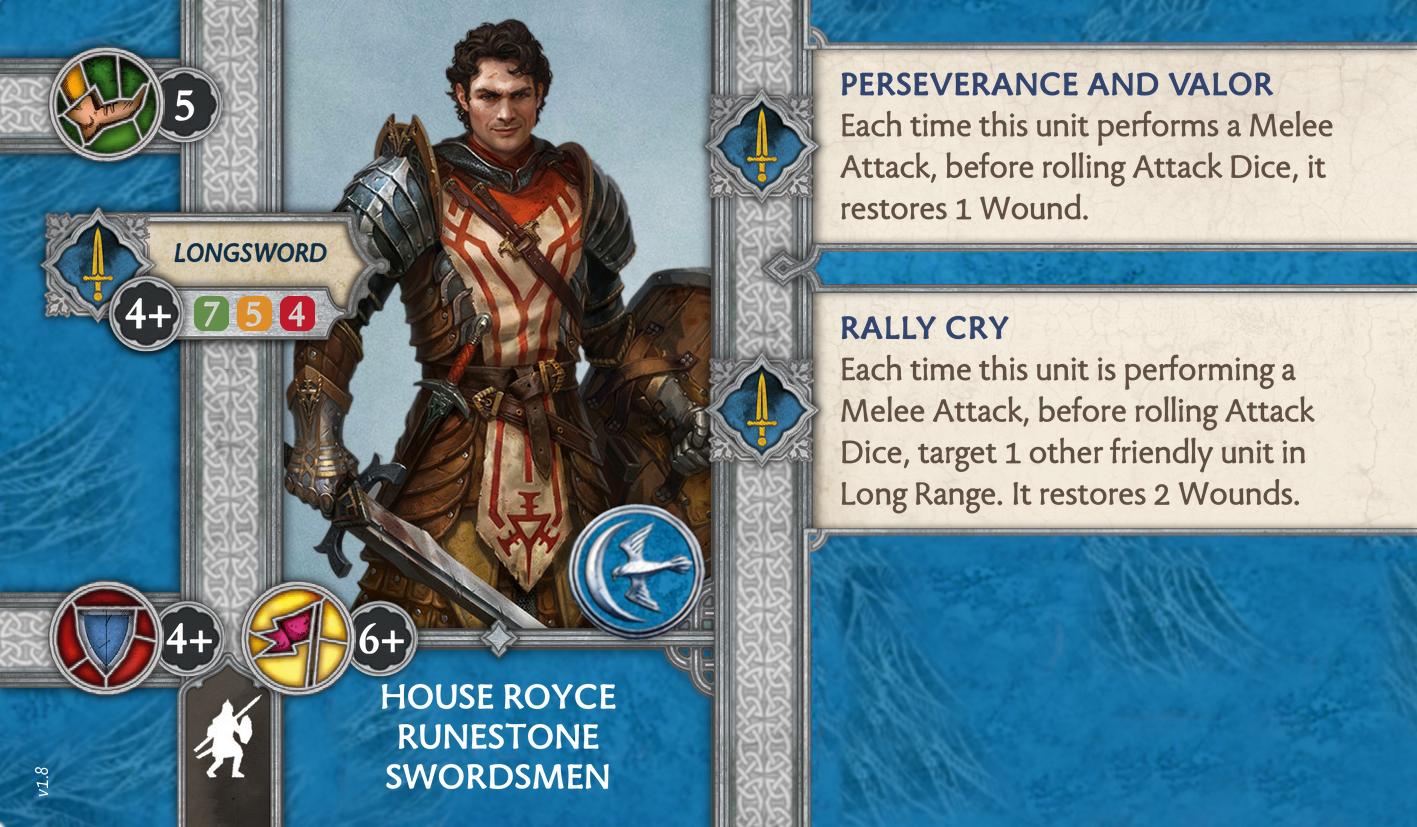 5
LONGSWORD
4+ 7 5 4
4+ 6+
HOUSE ROYCE
RUNESTONE
SWORDSMEN
v1.8
PERSEVERANCE AND VALOR
Each time this unit performs a Melee
Attack, before rolling Attack Dice, it
restores 1 Wound.
RALLY CRY
Each time this unit is performing a
Melee Attack, before rolling Attack
Dice, target 1 other friendly unit in
Long Range. It restores 2 Wounds.